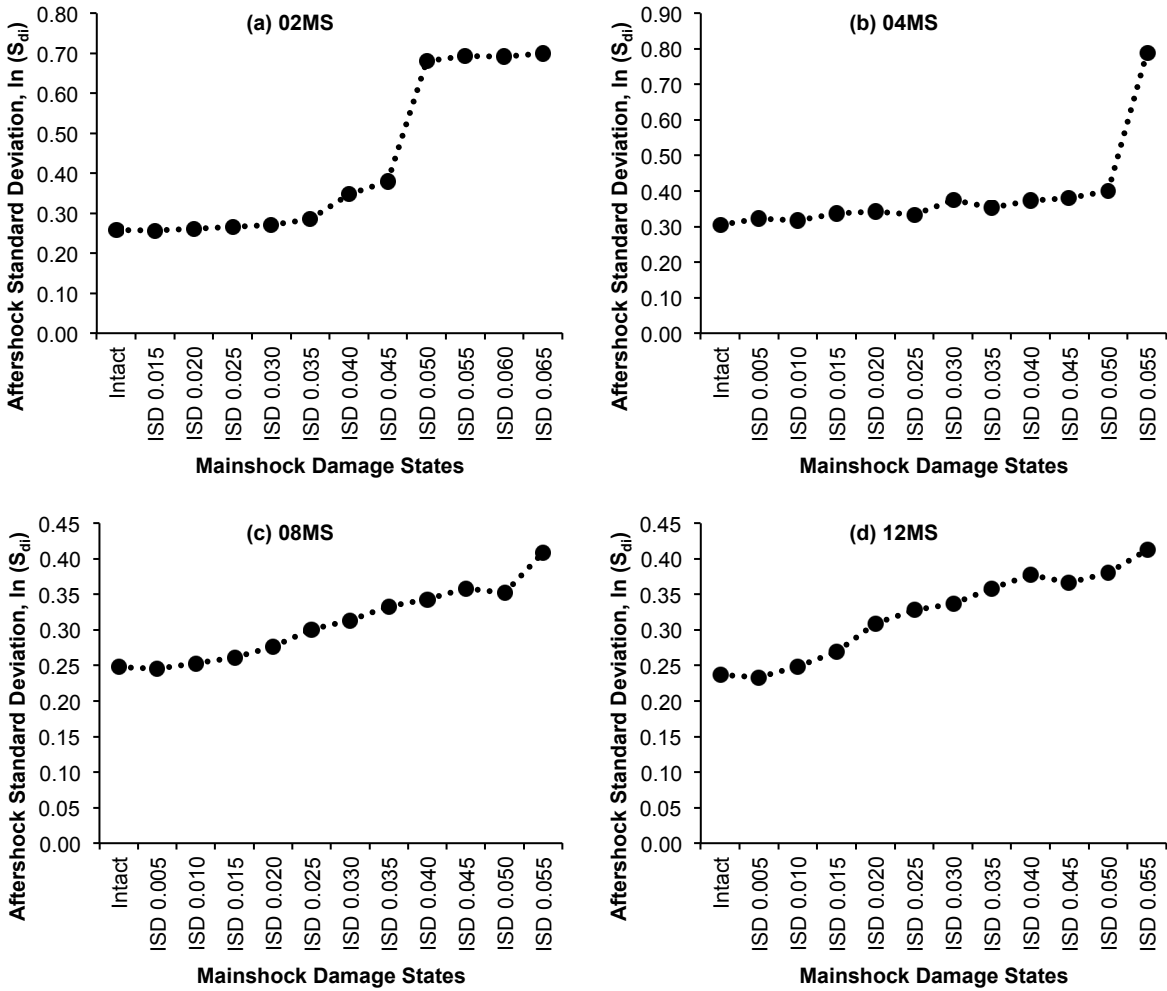 (a) 02MS
Aftershock Standard Deviation, ln (Sdi)
0.80
0.70
0.60
0.50
0.40
0.30
0.20
0.10
0.00
Intact
ISD 0.015
ISD 0.020
ISD 0.025
ISD 0.030
ISD 0.035
ISD 0.040
ISD 0.045
ISD 0.050
ISD 0.055
ISD 0.060
ISD 0.065
Mainshock Damage States
(b) 04MS
Aftershock Standard Deviation, ln (Sdi)
0.90
0.80
0.70
0.60
0.50
0.40
0.30
0.20
0.10
0.00
Intact
ISD 0.005
ISD 0.010
ISD 0.015
ISD 0.020
ISD 0.025
ISD 0.030
ISD 0.035
ISD 0.040
ISD 0.045
ISD 0.050
ISD 0.055
Mainshock Damage States
(c) 08MS
Aftershock Standard Deviation, ln (Sdi)
0.45
0.40
0.35
0.30
0.25
0.20
0.15
0.10
0.05
0.00
Intact
ISD 0.005
ISD 0.010
ISD 0.015
ISD 0.020
ISD 0.025
ISD 0.030
ISD 0.035
ISD 0.040
ISD 0.045
ISD 0.050
ISD 0.055
Mainshock Damage States
(d) 12MS
Aftershock Standard Deviation, ln (Sdi)
0.45
0.40
0.35
0.30
0.25
0.20
0.15
0.10
0.05
0.00
Intact
ISD 0.005
ISD 0.010
ISD 0.015
ISD 0.020
ISD 0.025
ISD 0.030
ISD 0.035
ISD 0.040
ISD 0.045
ISD 0.050
ISD 0.055
Mainshock Damage States